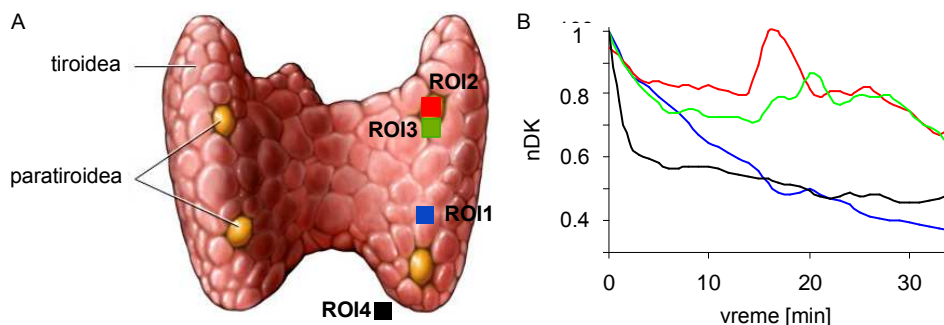 A
tiroidea
paratiroidea
ROI2
ROI3
ROI1
ROI4
B
nDK
1
0.8
0.6
0.4
0
10
20
30
vreme [min]